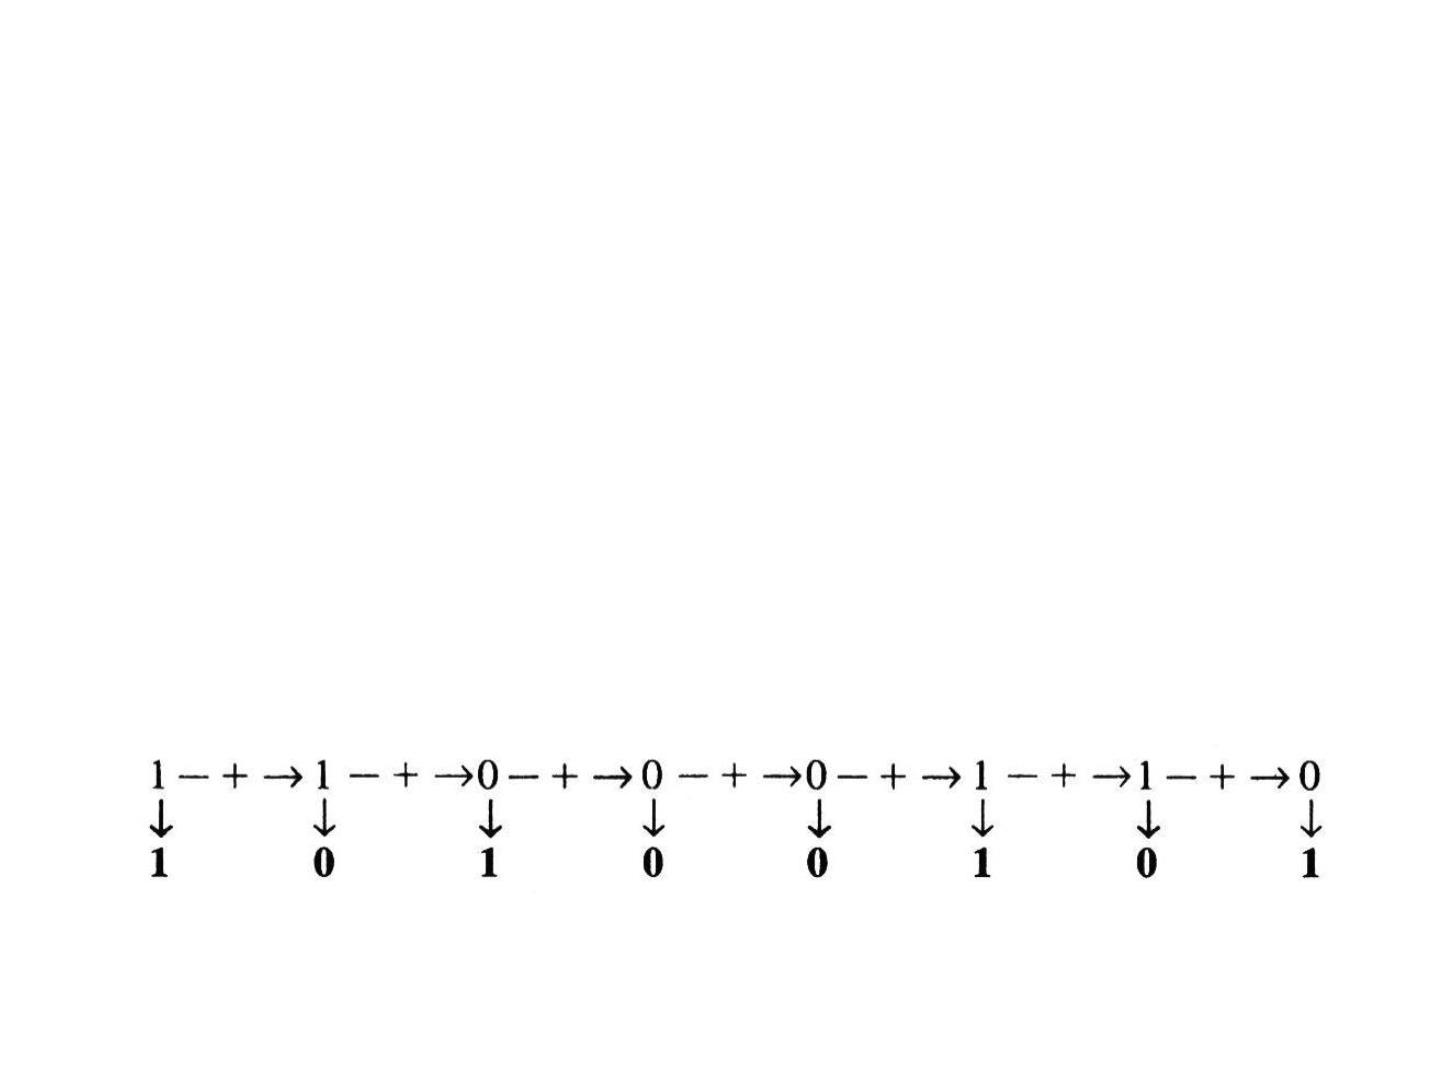 1 − + → 1 − + → 0 − + → 0 − + → 0 − + → 1 − + → 1 − + → 0
↓ ↓ ↓ ↓ ↓ ↓ ↓ ↓
1 0 1 0 0 1 0 1